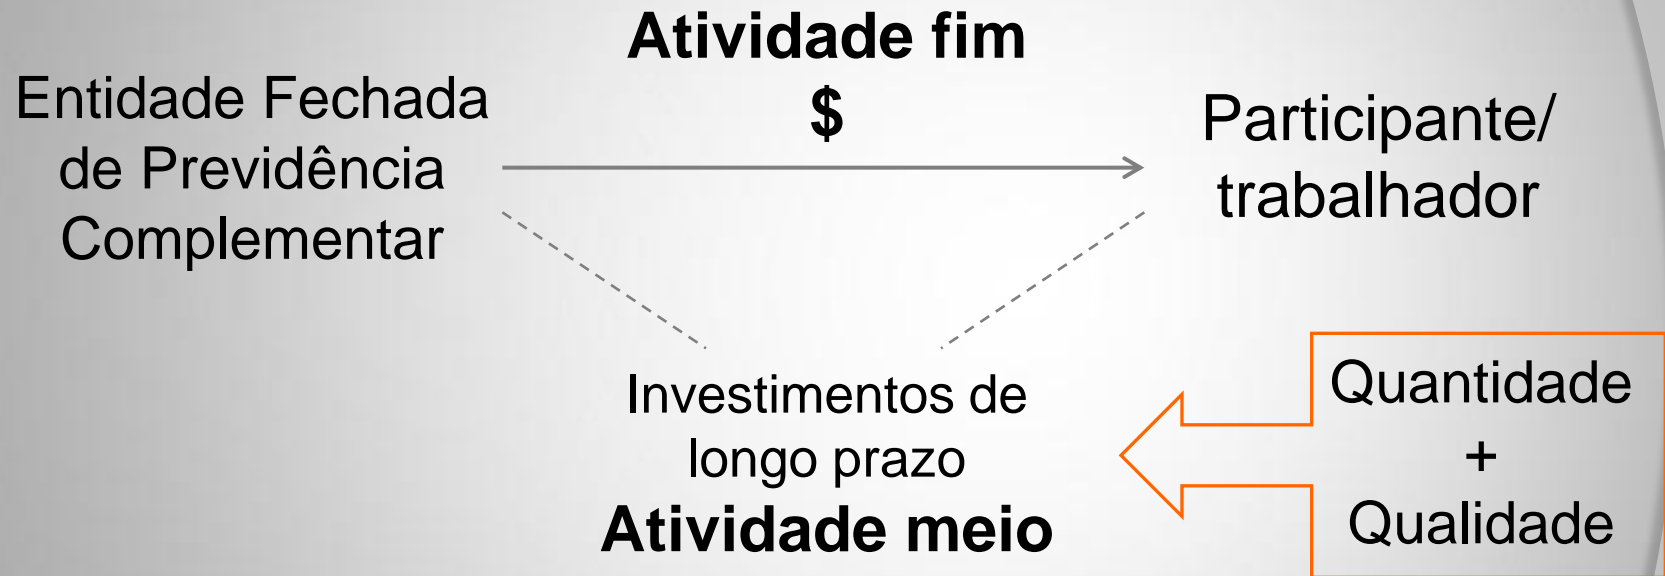 Atividade fim
$
Entidade Fechada
de Previdência
Complementar
Participante/
trabalhador
Investimentos de
longo prazo
Atividade meio
Quantidade
+
Qualidade